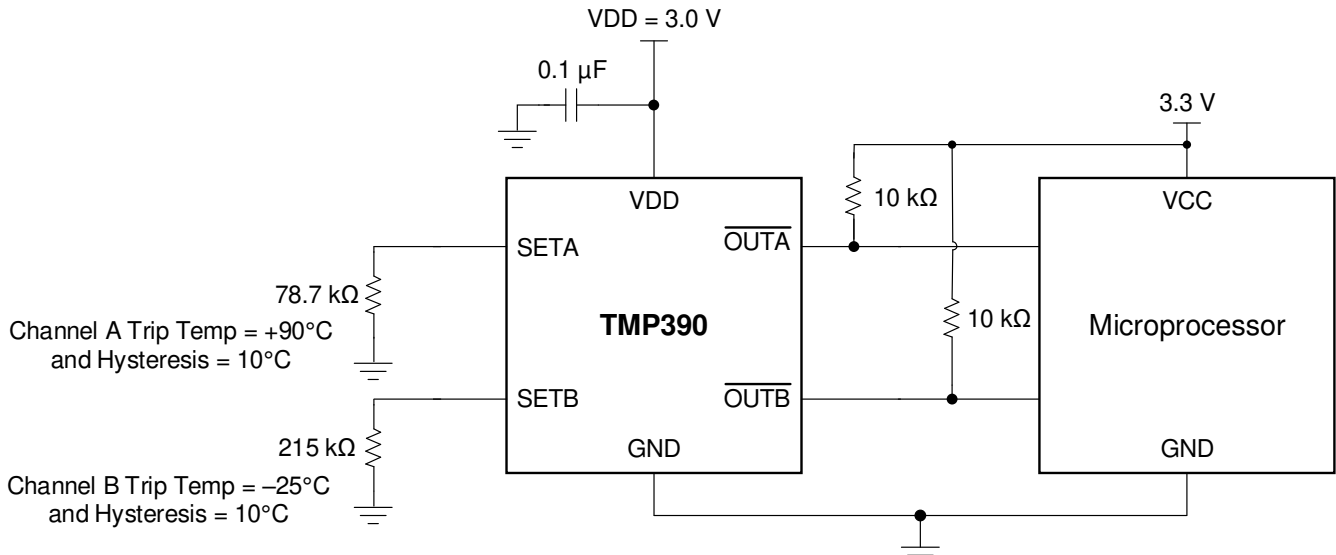 VDD = 3.0 V
0.1 µF
3.3 V
VDD
10 kΩ
VCC
SETA
OUTA
78.7 kΩ
Channel A Trip Temp = +90°C
and Hysteresis = 10°C
TMP390
10 kΩ
Microprocessor
SETB
OUTB
215 kΩ
GND
GND
Channel B Trip Temp = –25°C
and Hysteresis = 10°C